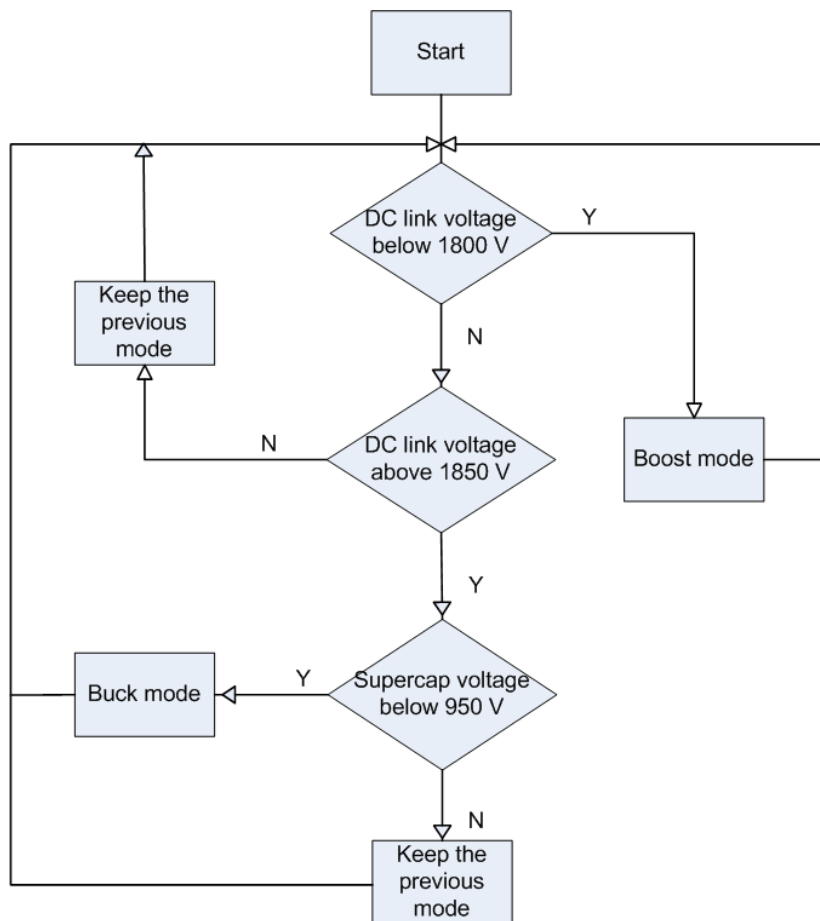 Start
DC link voltage
below 1800 V
Y
N
Keep the
previous
mode
DC link voltage
above 1850 V
N
Boost mode
Y
Supercap voltage
below 950 V
Y
Buck mode
N
Keep the
previous
mode